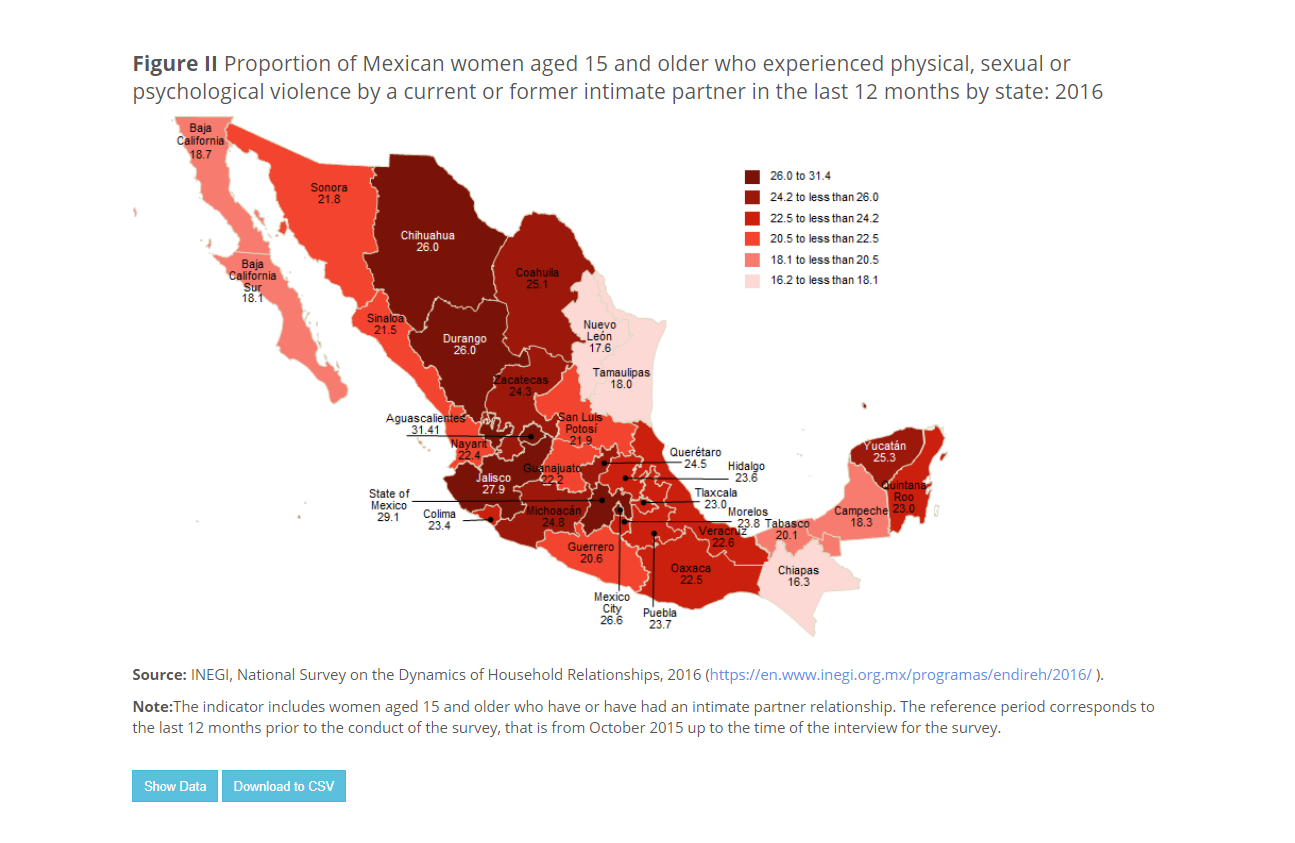 Figure II Proportion of Mexican women aged 15 and older who experienced physical, sexual or
psychological violence by a current or former intimate partner in the last 12 months by state: 2016
Baja
California
18.7
Sonora
21.8
Chihuahua
26.0
Coahuila
25.1
Baja
California
Sur
18.1
Sinaloa
21.5
Durango
26.0
Nuevo
León
17.6
Tamaulipas
18.0
Zacatecas
24.3
26.0 to 31.4
24.2 to less than 26.0
22.5 to less than 24.2
20.5 to less than 22.5
18.1 to less than 20.5
16.2 to less than 18.1
Aguascalientes
31.41
San Luis
Potosí
21.9
Nayarit
22.4
Guanajuato
22.2
Jalisco
27.9
Querétaro
24.5
Hidalgo
23.6
Tlaxcala
23.0
Morelos
23.8
State of
Mexico
29.1
Colima
23.4
Michoacán
24.8
Veracruz
22.6
Guerrero
20.6
Oaxaca
22.5
Mexico
City
26.6
Puebla
23.7
Tabasco
20.1
Chiapas
16.3
Campeche
18.3
Yucatán
25.3
Quintana
Roo
23.0
Source: INEGI, National Survey on the Dynamics of Household Relationships, 2016 (https://en.www.inegi.org.mx/programas/endireh/2016/ ).
Note:The indicator includes women aged 15 and older who have or have had an intimate partner relationship. The reference period corresponds to
the last 12 months prior to the conduct of the survey, that is from October 2015 up to the time of the interview for the survey.
Show Data
Download to CSV